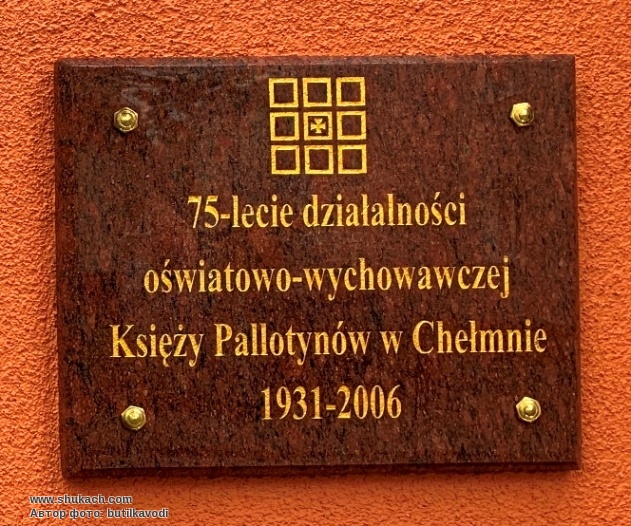 75-lecie działalności
oświatowo-wychowawczej
Księży Pallotynów w Chełmnie
1931-2006
www.shukach.com
Автор фото: butilkavodi